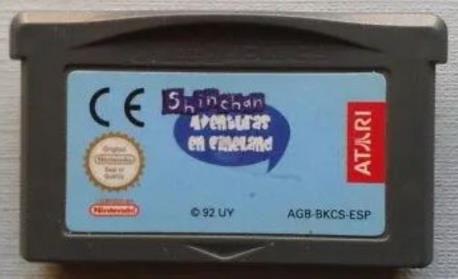 CE
Shinchan
Aventuras
en Cineland
Original
Nintendo
Seal of
Quality
Nintendo
ATARI
© 92 UY
AGB-BKCS-ESP